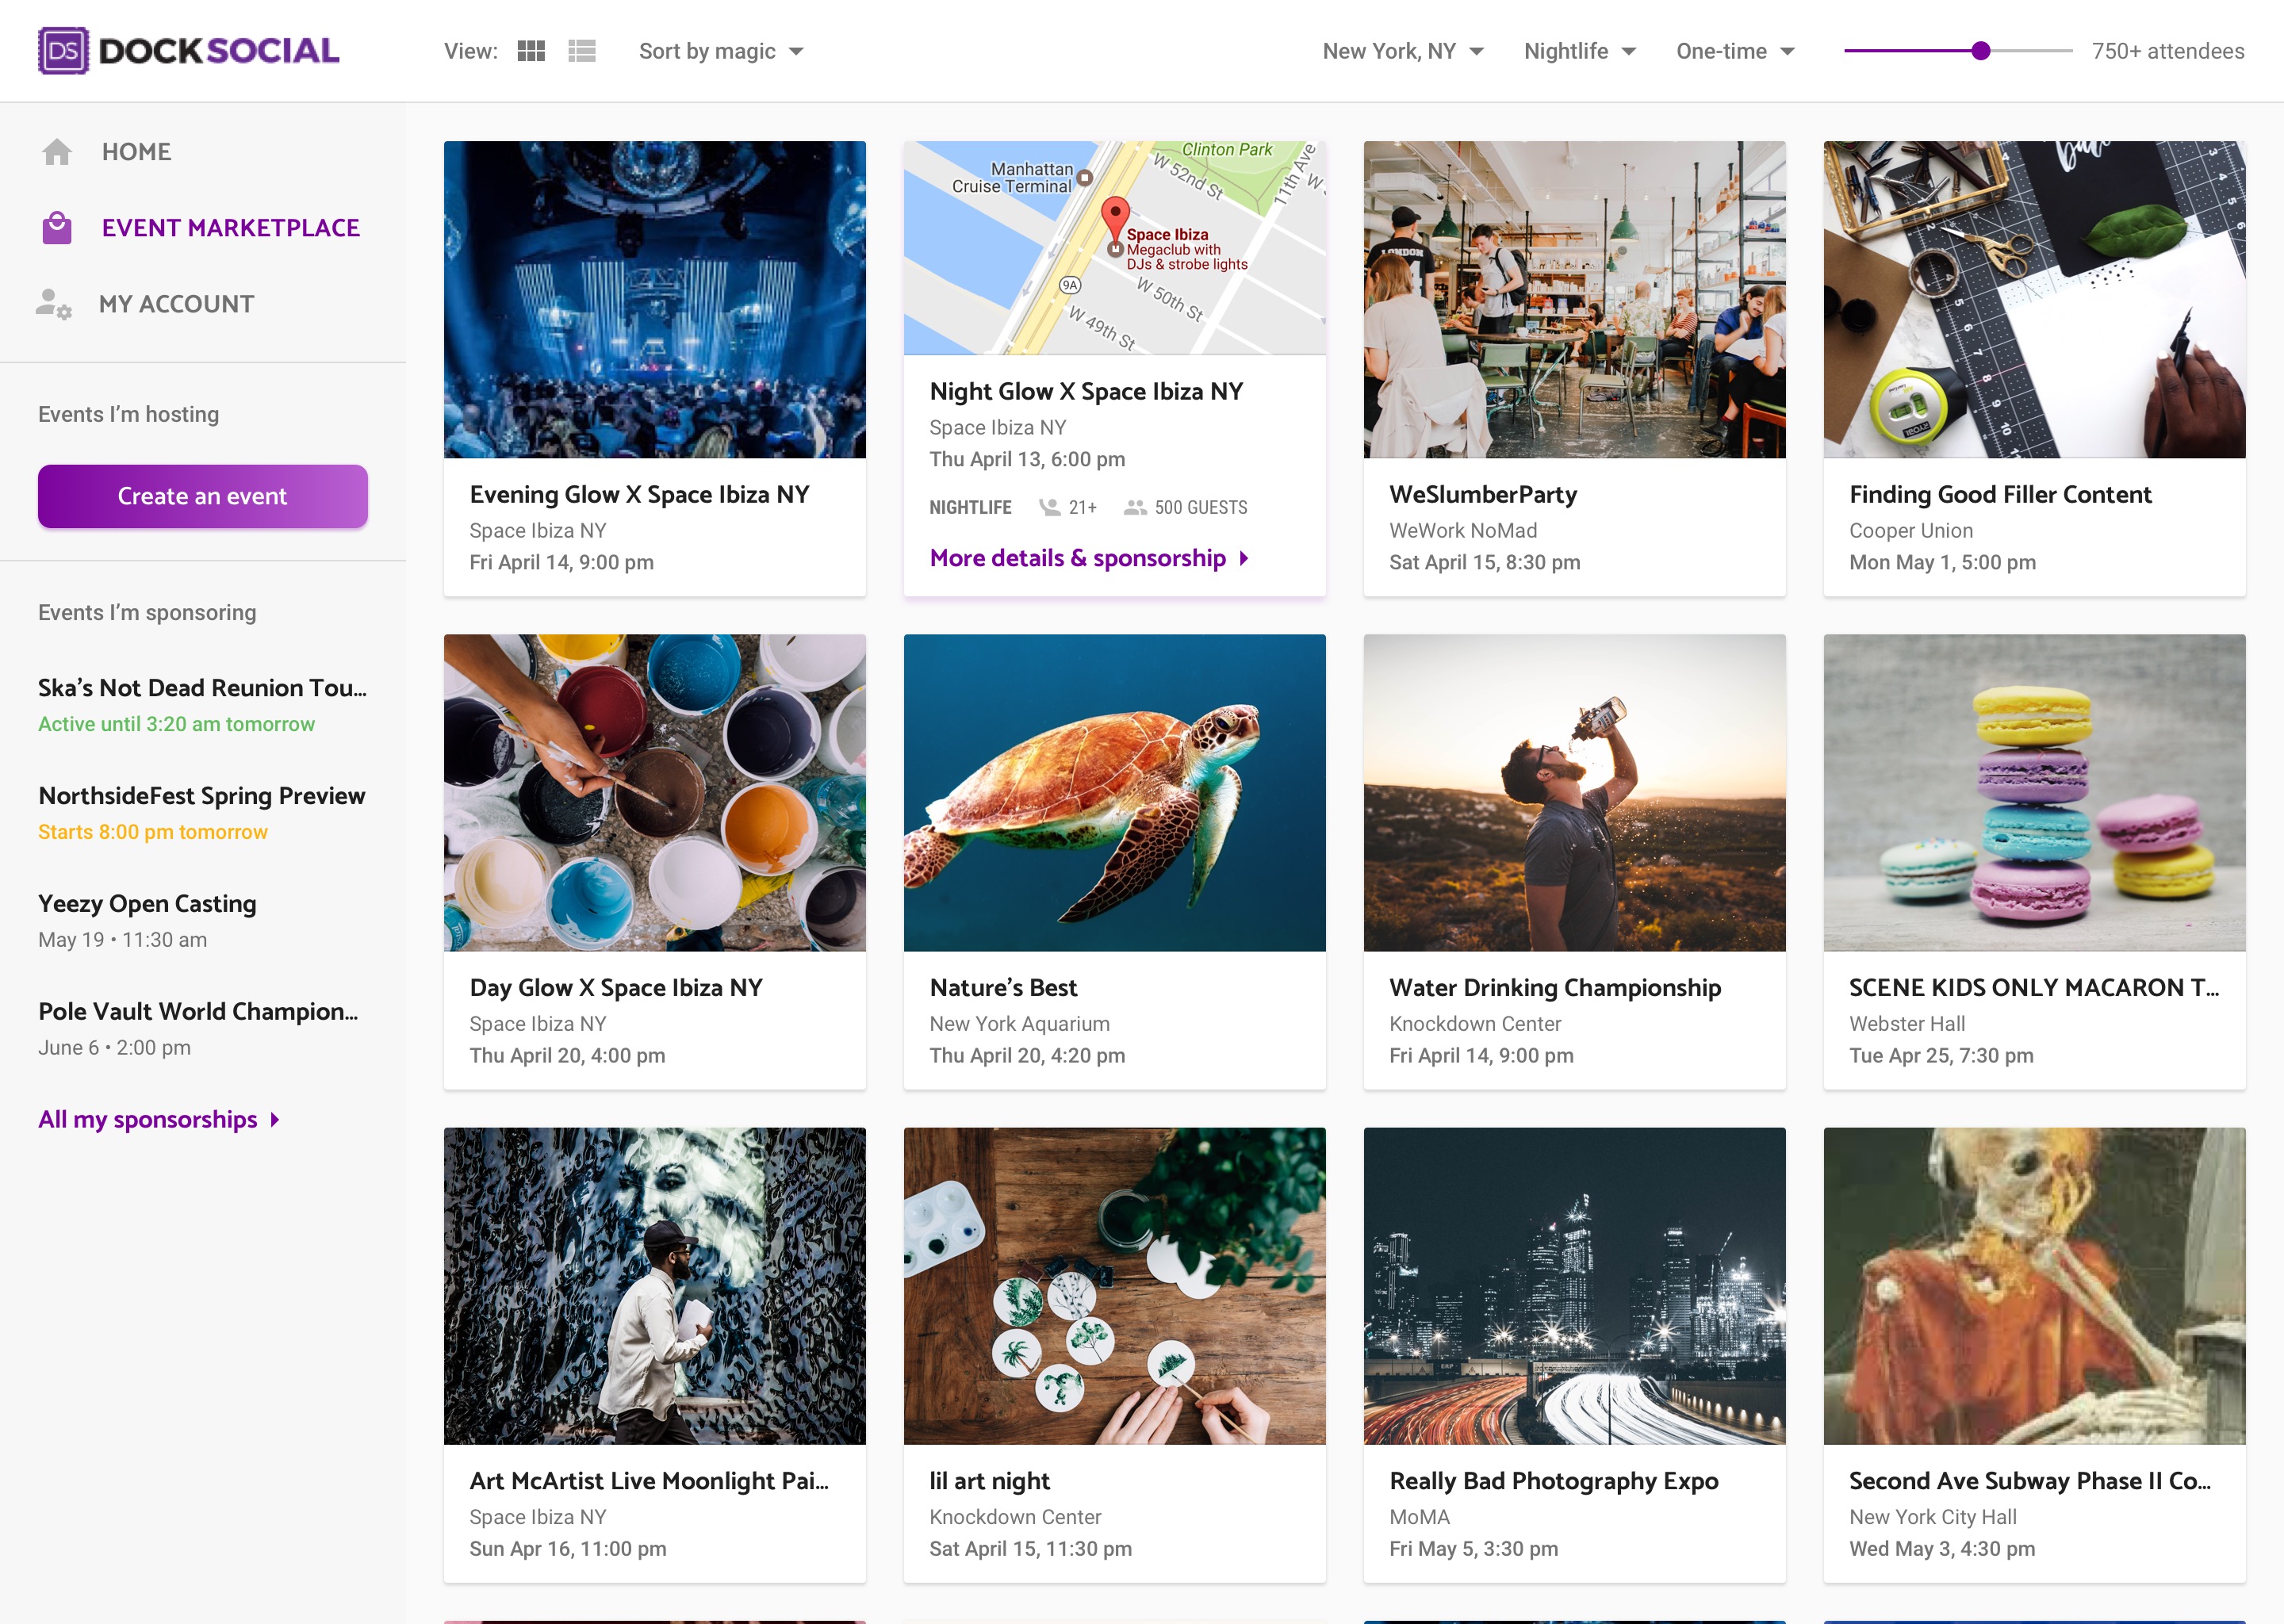 DS DOCKSOCIAL
View:
Sort by magic
New York, NY
Nightlife
One-time
750+ attendees
HOME
EVENT MARKETPLACE
MY ACCOUNT
Events I’m hosting
Create an event
Events I’m sponsoring
Ska’s Not Dead Reunion Tou...
Active until 3:20 am tomorrow
NorthsideFest Spring Preview
Starts 8:00 pm tomorrow
Yeezy Open Casting
May 19 • 11:30 am
Pole Vault World Champion...
June 6 • 2:00 pm
All my sponsorships
Evening Glow X Space Ibiza NY
Space Ibiza NY
Fri April 14, 9:00 pm
Clinton Park
Manhattan
Cruise Terminal
W 52nd St
11th Ave
W
Space Ibiza
Megaclub with
DJs & strobe lights
9A
W 50th St
W 49th St
Night Glow X Space Ibiza NY
Space Ibiza NY
Thu April 13, 6:00 pm
NIGHTLIFE
21+
500 GUESTS
More details & sponsorship
LONDON
WeSlumberParty
WeWork NoMad
Sat April 15, 8:30 pm
Finding Good Filler Content
Cooper Union
Mon May 1, 5:00 pm
Day Glow X Space Ibiza NY
Space Ibiza NY
Thu April 20, 4:00 pm
Nature’s Best
New York Aquarium
Thu April 20, 4:20 pm
Water Drinking Championship
Knockdown Center
Fri April 14, 9:00 pm
SCENE KIDS ONLY MACARON T...
Webster Hall
Tue Apr 25, 7:30 pm
Art McArtist Live Moonlight Pai...
Space Ibiza NY
Sun Apr 16, 11:00 pm
lil art night
Knockdown Center
Sat April 15, 11:30 pm
Really Bad Photography Expo
MoMA
Fri May 5, 3:30 pm
Second Ave Subway Phase II Co...
New York City Hall
Wed May 3, 4:30 pm